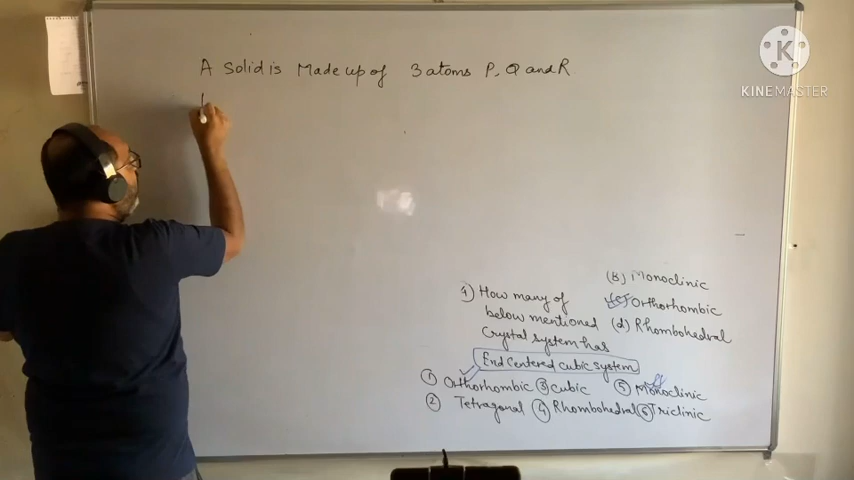 A Solid is Made up of 3 atoms P, Q and R
K
KINEMASTER
(B) Monoclinic
(c) Orthorhombic
(d) Rhombohedral
1) How many of
below mentioned
Crystal system has
End Centered cubic system
① Orthorhombic ③ Cubic ⑤ Monoclinic
② Tetragonal ④ Rhombohedral ⑥ Triclinic